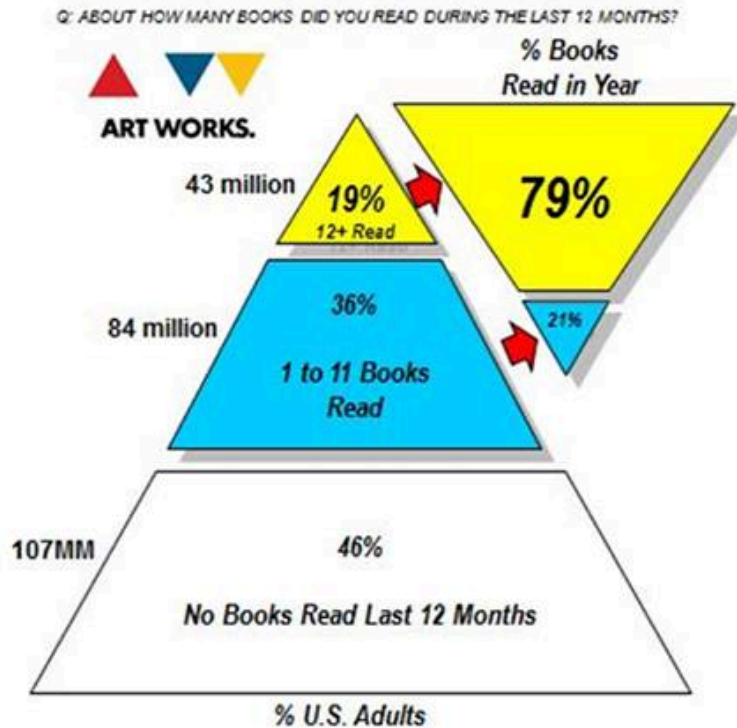 Q: ABOUT HOW MANY BOOKS DID YOU READ DURING THE LAST 12 MONTHS?
% Books
Read in Year
ART WORKS.
43 million
19%
12+ Read
79%
84 million
36%
1 to 11 Books
Read
21%
107MM
46%
No Books Read Last 12 Months
% U.S. Adults